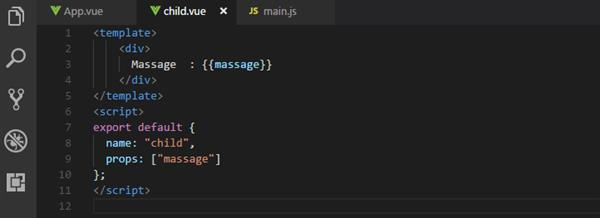 App.vue child.vue × JS main.js
1 <template>
2 <div>
3 Massage : {{massage}}
4 </div>
5 </template>
6 <script>
7 export default {
8 name: "child",
9 props: ["massage"]
10 };
11 </script>
12